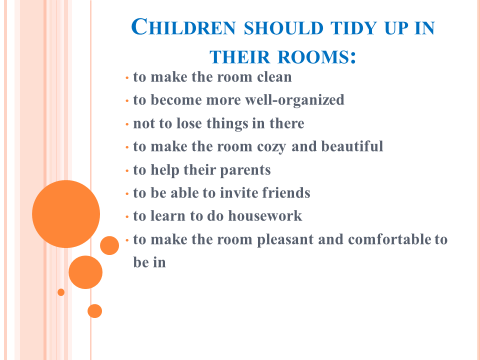 CHILDREN SHOULD TIDY UP IN
THEIR ROOMS:
• to make the room clean
• to become more well-organized
• not to lose things in there
• to make the room cozy and beautiful
• to help their parents
• to be able to invite friends
• to learn to do housework
• to make the room pleasant and comfortable to
be in